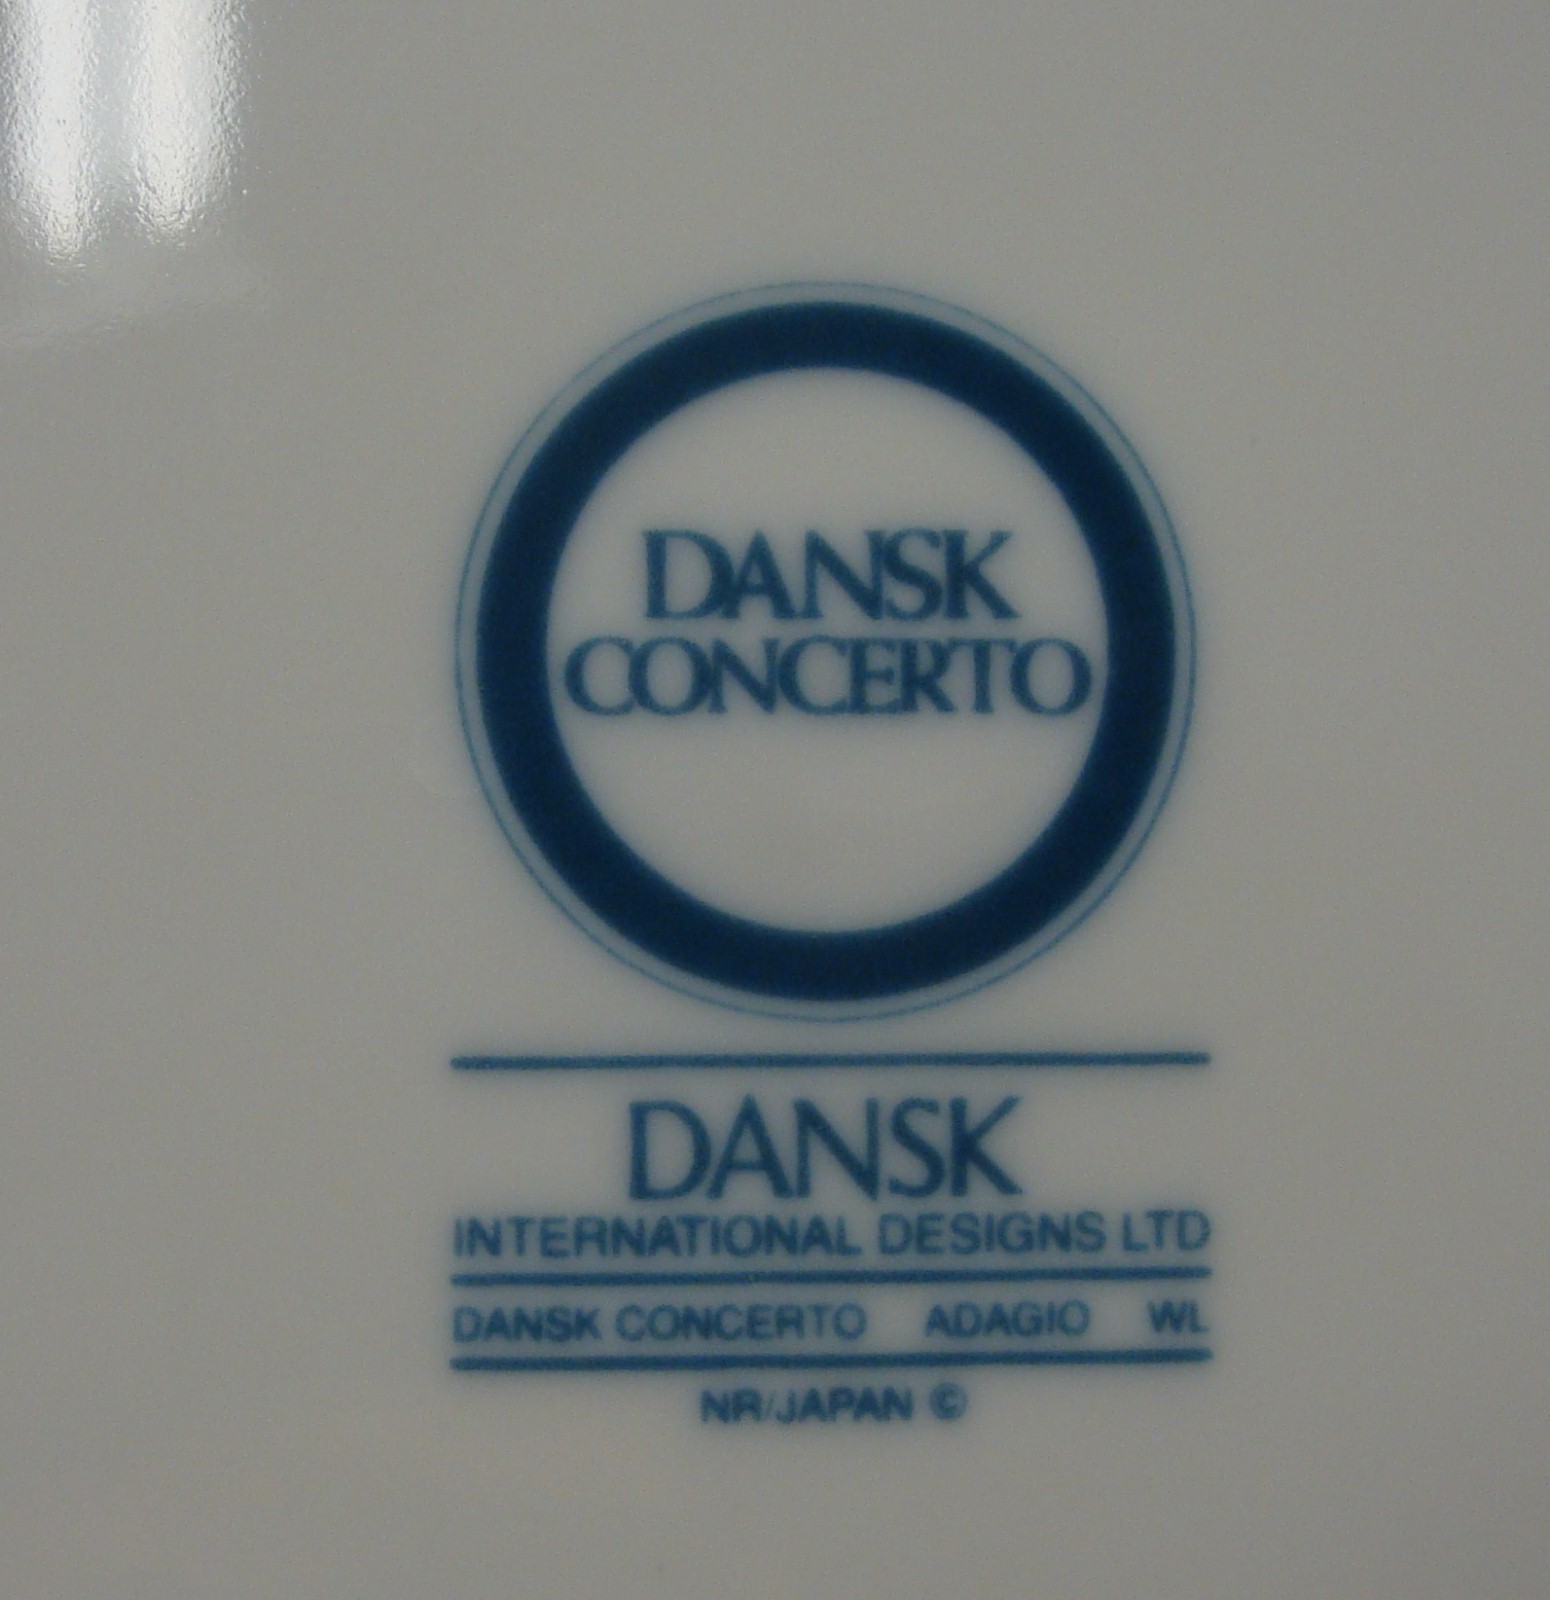 DANSK
CONCERTO
DANSK
INTERNATIONAL DESIGNS LTD
DANSK CONCERTO ADAGIO WL
NR/JAPAN ©